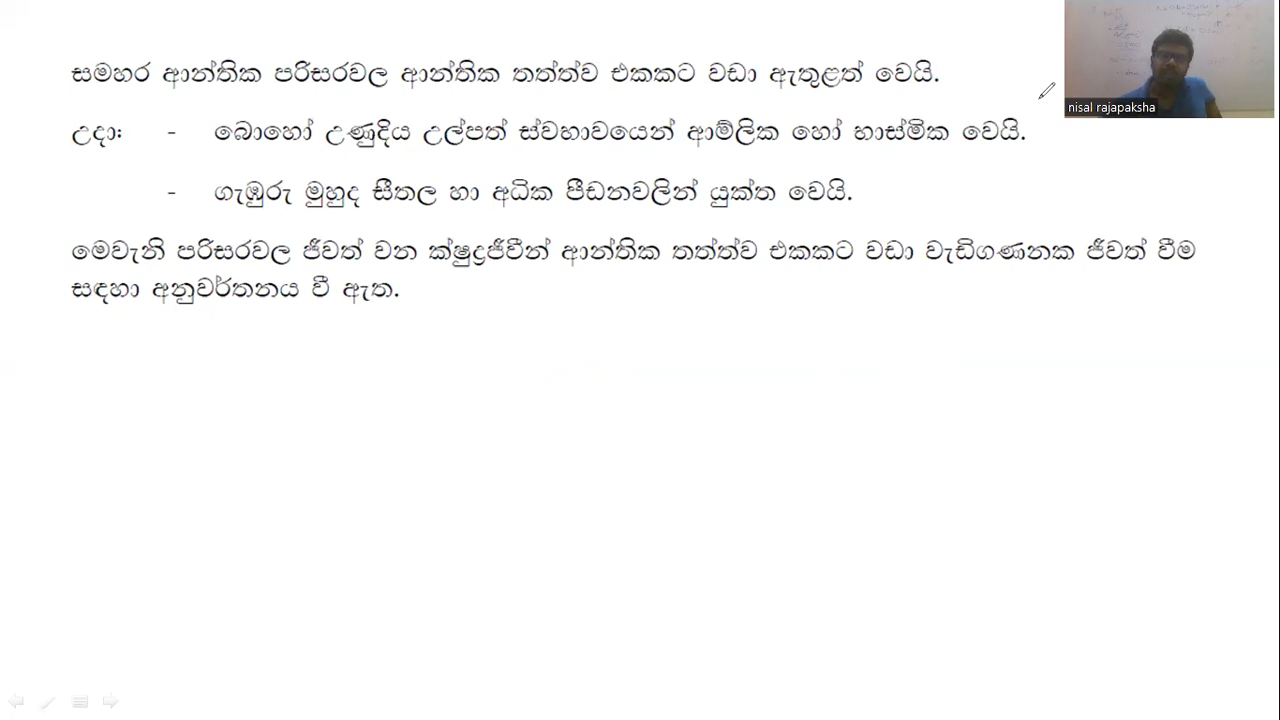 සමහර ආන්තික පරිසරවල ආන්තික තත්ත්ව එකකට වඩා ඇතුළත් වෙයි.
උදා: - බොහෝ උණුදිය උල්පත් ස්වභාවයෙන් ආම්ලික හෝ භාස්මික වෙයි.
- ගැඹුරු මුහුද සීතල හා අධික පීඩනවලින් යුක්ත වෙයි.
මෙවැනි පරිසරවල ජීවත් වන ක්ෂුද්‍රජීවීන් ආන්තික තත්ත්ව එකකට වඩා වැඩිගණනක ජීවත් වීම
සඳහා අනුවර්තනය වී ඇත.
nisal rajapaksha